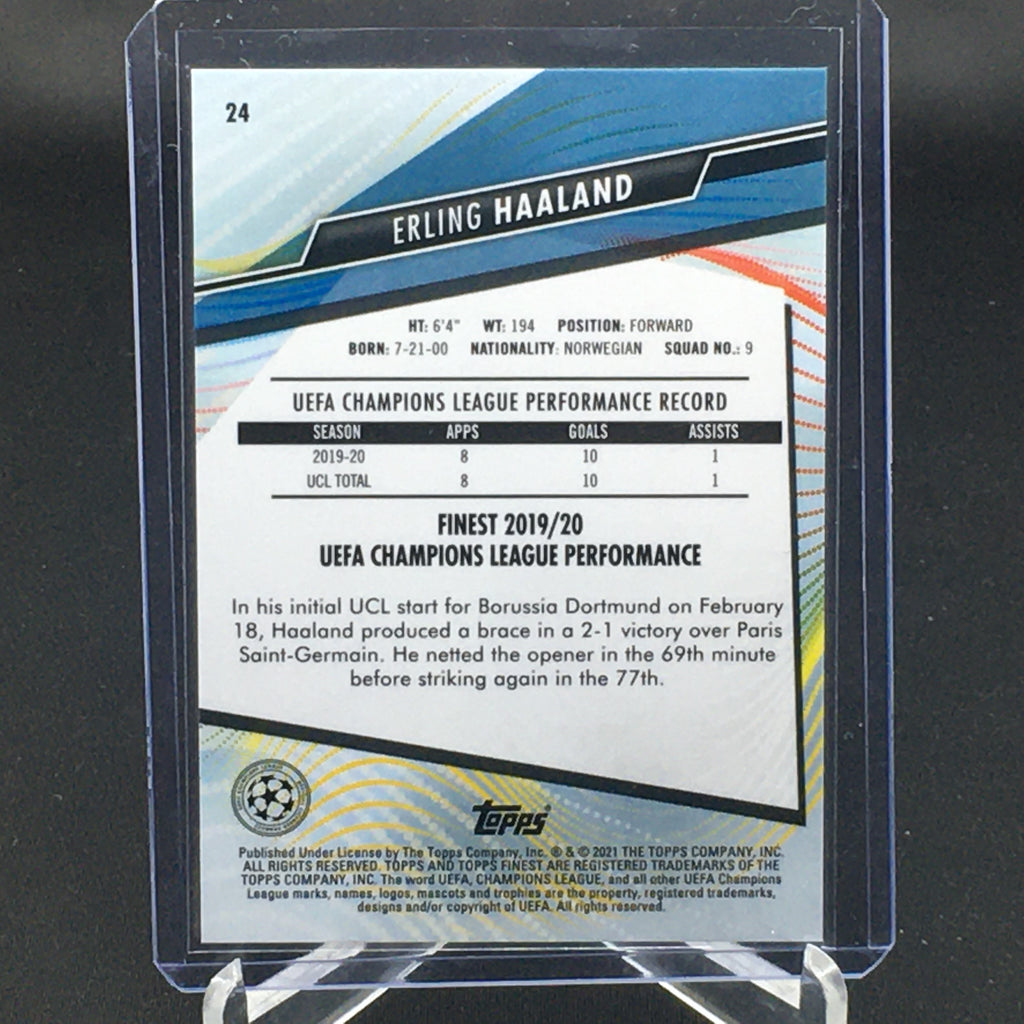 24
ERLING HAALAND
HT: 6'4" WT: 194 POSITION: FORWARD
BORN: 7-21-00 NATIONALITY: NORWEGIAN SQUAD NO.: 9
UEFA CHAMPIONS LEAGUE PERFORMANCE RECORD
SEASON APPS GOALS ASSISTS
2019-20 8 10 1
UCL TOTAL 8 10 1
FINEST 2019/20
UEFA CHAMPIONS LEAGUE PERFORMANCE
In his initial UCL start for Borussia Dortmund on February
18, Haaland produced a brace in a 2-1 victory over Paris
Saint-Germain. He netted the opener in the 69th minute
before striking again in the 77th.
topps
Published Under License by The Topps Company, Inc. ® & © 2021 THE TOPPS COMPANY, INC.
ALL RIGHTS RESERVED. TOPPS AND TOPPS FINEST ARE REGISTERED TRADEMARKS OF THE
TOPPS COMPANY, INC. The word UEFA, CHAMPIONS LEAGUE, and all other UEFA Champions
League marks, names, logos, mascots and trophies are the property, registered trademarks,
designs and/or copyright of UEFA. All rights reserved.